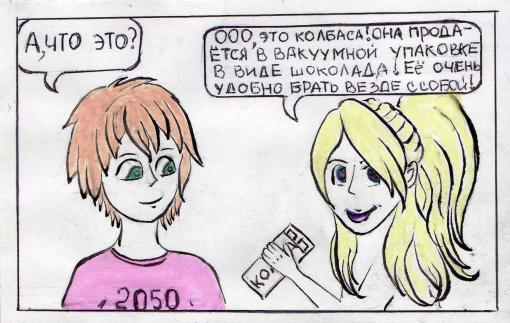 А, ЧТО ЭТО?
ООО, ЭТО КОЛБАСА! ОНА ПРОДА-
ЁТСЯ, В ВАКУУМНОЙ УПАКОВКЕ
В ВИДЕ ШОКОЛАДА! ЕЁ ОЧЕНЬ
УДОБНО БРАТЬ ВЕЗДЕ С СОБОЙ!
2050